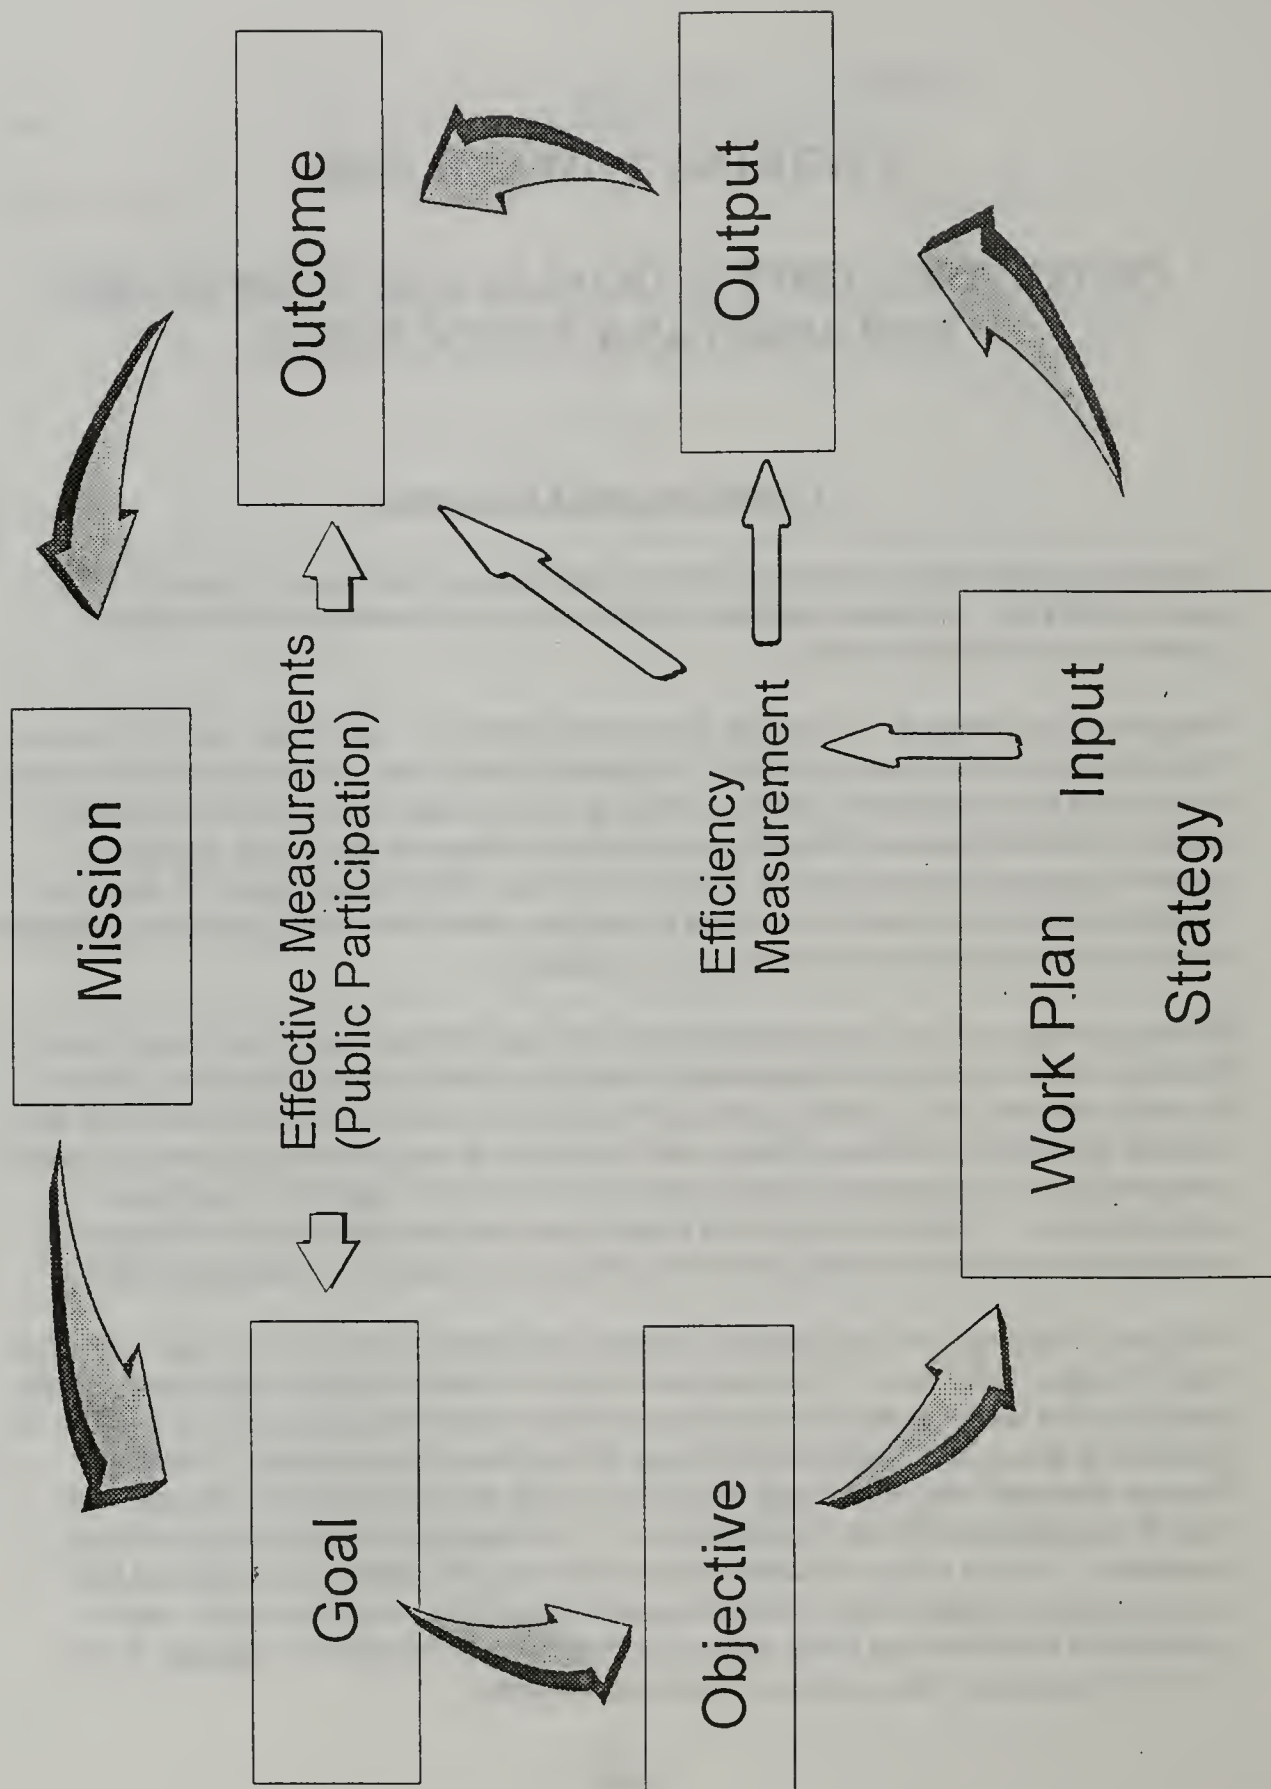 Mission
Goal
Effective Measurements
(Public Participation)
Outcome
Objective
Efficiency
Measurement
Output
Work Plan
Input
Strategy